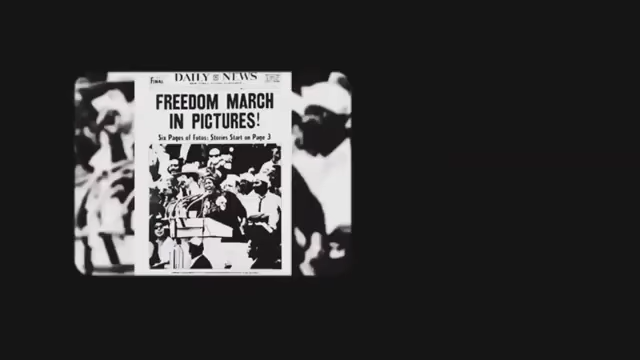 FINAL
DAILY NEWS
FREEDOM MARCH
IN PICTURES!
Six Pages of Fotos; Stories Start on Page 3